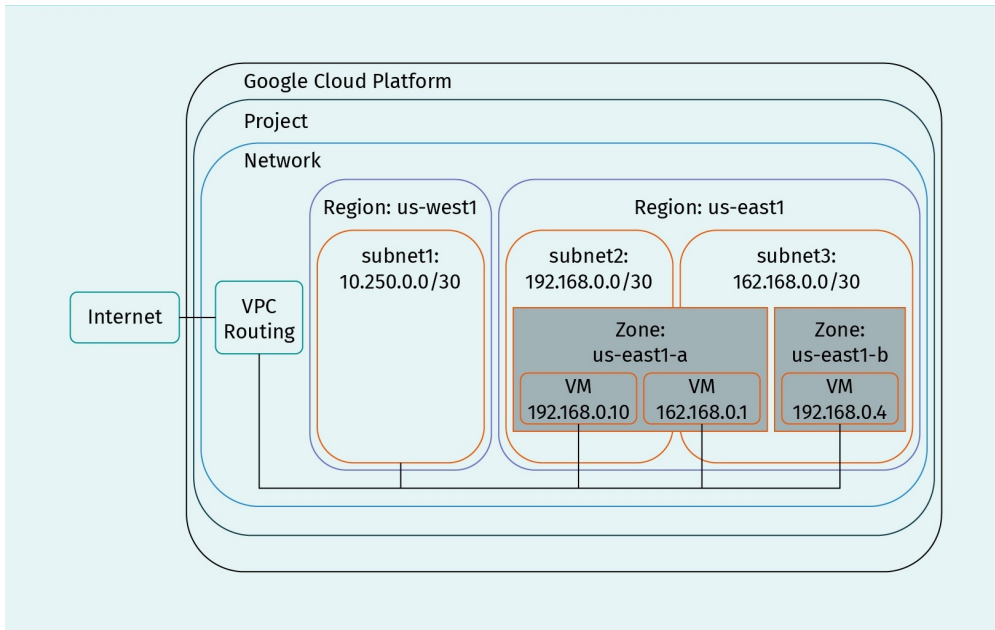 Google Cloud Platform
Project
Network
Region: us-west1
Region: us-east1
subnet1:
10.250.0.0/30
subnet2:
192.168.0.0/30
subnet3:
162.168.0.0/30
Internet
VPC
Routing
Zone:
us-east1-a
Zone:
us-east1-b
VM
192.168.0.10
VM
162.168.0.1
VM
192.168.0.4